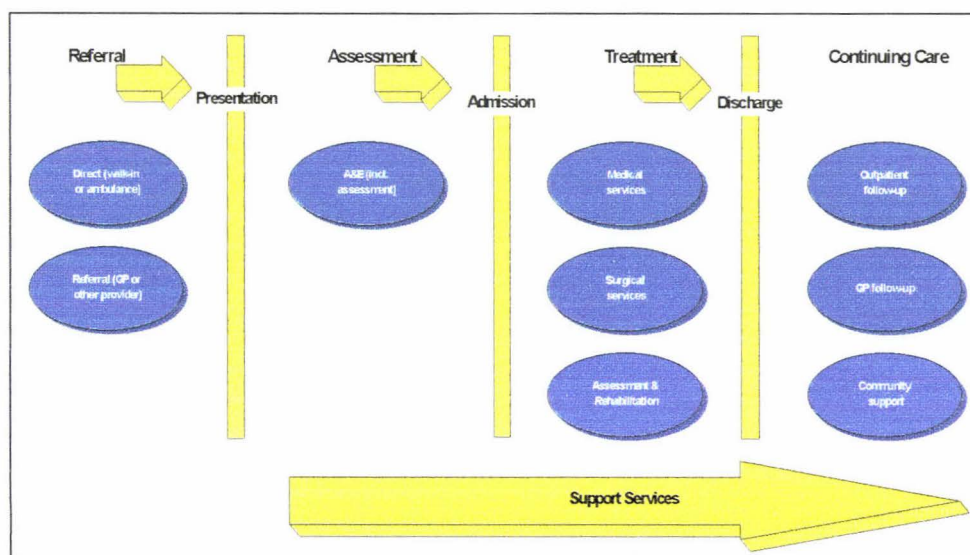 Referral
Assessment
Treatment
Continuing Care
Presentation
Admission
Discharge
Direct (walk-in
or ambulance)
A&E (incl.
assessment)
Medical
services
Outpatient
follow-up
Referral (GP or
other provider)
Surgical
services
GP follow-up
Assessment &
Rehabilitation
Community
support
Support Services